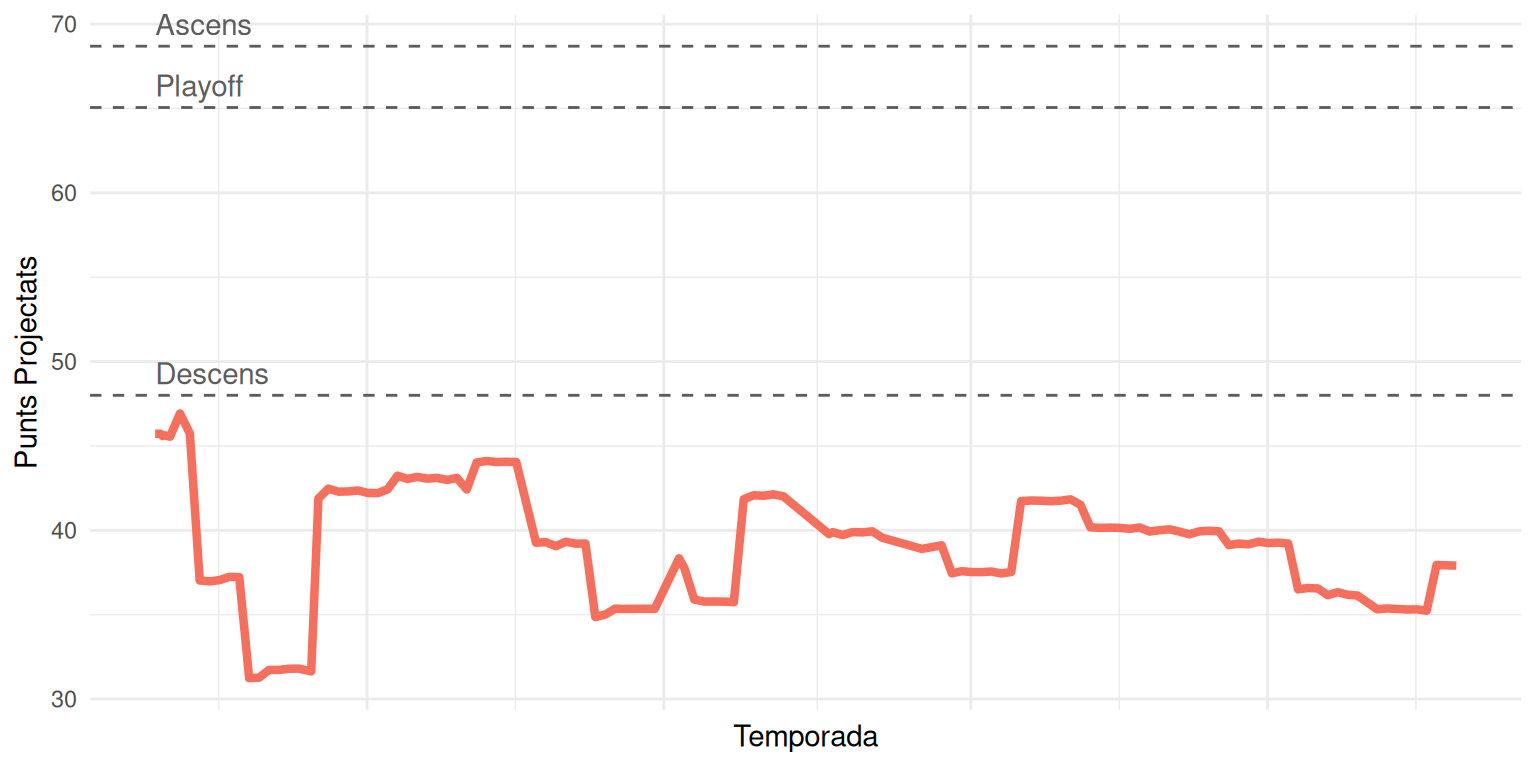 70
Ascens
Playoff
60
50
Descens
40
30
Punts Projectats
Temporada